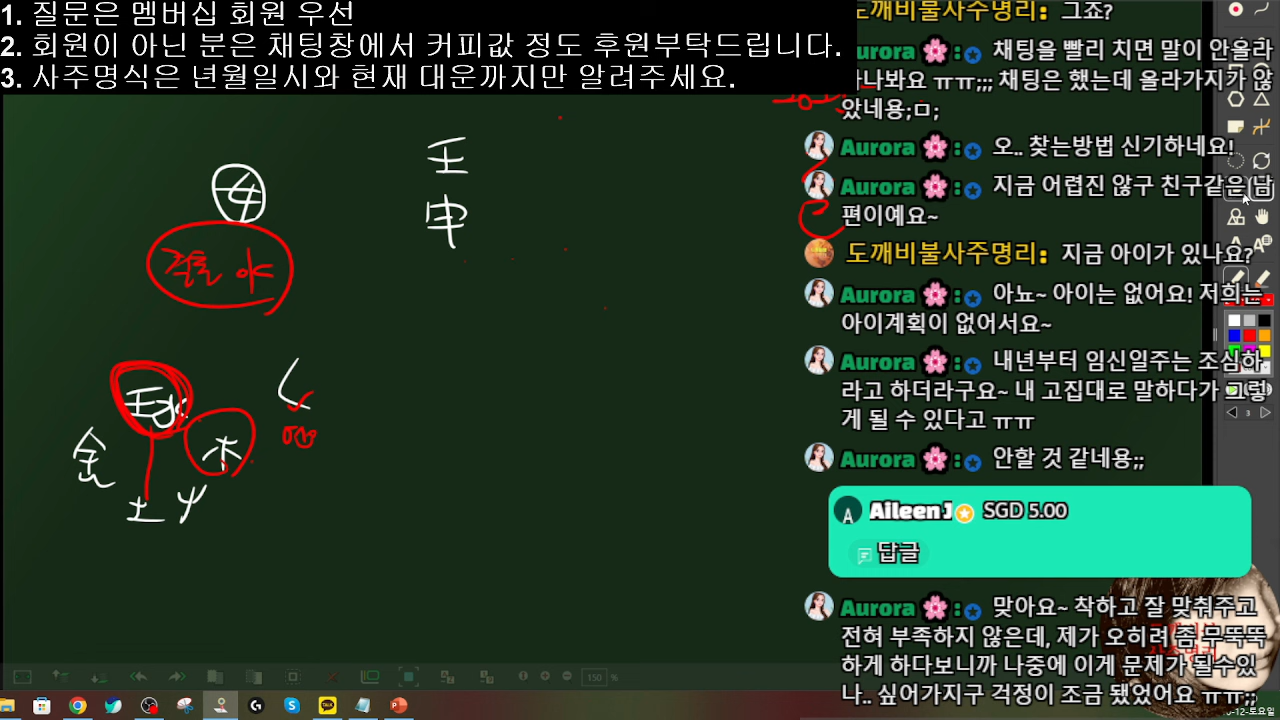 1. 질문은 멤버십 회원 우선
2. 회원이 아닌 분은 채팅창에서 커피값 정도 후원부탁드립니다.
3. 사주명식은 년월일시와 현재 대운까지만 알려주세요.
壬
申
女
壬水
金
木
土 火
도깨비불사주명리: 그죠?
Aurora🌸: 채팅을 빨리 치면 말이 안올라
나봐요 ㅠㅠ;;; 채팅은 했는데 올라가지가 않
았네용;ㅁ;
Aurora🌸: 오.. 찾는방법 신기하네요!
Aurora🌸: 지금 어렵진 않구 친구같은 남
편이예요~
도깨비불사주명리: 지금 아이가 있나요?
Aurora🌸: 아뇨~ 아이는 없어요! 저희는
아이계획이 없어서요~
Aurora🌸: 내년부터 임신일주는 조심하
라고 하더라구요~ 내 고집대로 말하다가 그렇
게 될 수 있다고 ㅠㅠ
Aurora🌸: 안할 것 같네용;;
Aileen J SGD 5.00
답글
Aurora🌸: 맞아요~ 착하고 잘 맞춰주고
전혀 부족하지 않은데, 제가 오히려 좀 무뚝뚝
하게 하다보니까 나중에 이게 문제가 될수있
나.. 싶어가지구 걱정이 조금 됐었어요 ㅠㅠ;;
150 %
3
-12-토요일